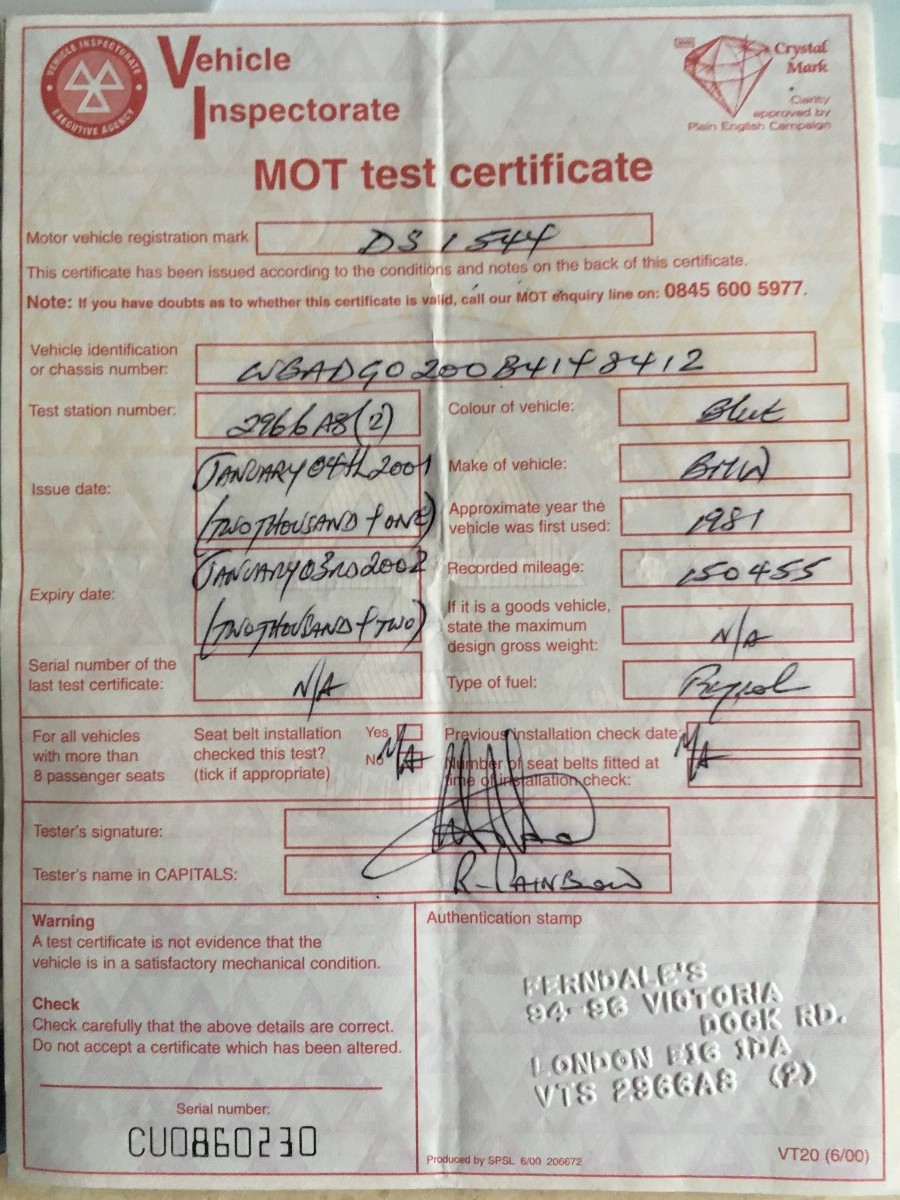 VEHICLE INSPECTORATE
EXECUTIVE AGENCY
Vehicle
Inspectorate
Crystal
Mark
Clarity
approved by
Plain English Campaign
MOT test certificate
Motor vehicle registration mark DS 1544
This certificate has been issued according to the conditions and notes on the back of this certificate.
Note: If you have doubts as to whether this certificate is valid, call our MOT enquiry line on: 0845 600 5977.
Vehicle identification
or chassis number: WBADG0200B4148412
Test station number: 2966A8(2)
Colour of vehicle: Blue
Issue date: JANUARY 04TH 2001
(TWO THOUSAND & ONE)
Make of vehicle: BMW
Approximate year the
vehicle was first used: 1981
Expiry date: JANUARY 03RD 2002
(TWO THOUSAND & TWO)
Recorded mileage: 150455
If it is a goods vehicle,
state the maximum
design gross weight: N/A
Serial number of the
last test certificate: N/A
Type of fuel: Petrol
For all vehicles
with more than
8 passenger seats
Seat belt installation
checked this test?
(tick if appropriate)
Yes
No
N/A
Previous installation check date: N/A
Number of seat belts fitted at
time of installation check:
Tester's signature:
Tester's name in CAPITALS: R-RAINBOW
Warning
A test certificate is not evidence that the
vehicle is in a satisfactory mechanical condition.
Check
Check carefully that the above details are correct.
Do not accept a certificate which has been altered.
Serial number:
CU0860230
Authentication stamp
FERNDALE'S
94-96 VICTORIA
DOCK RD.
LONDON E16 1DA
VTS 2966A8 (2)
Produced by SPSL 6/00 206672
VT20 (6/00)